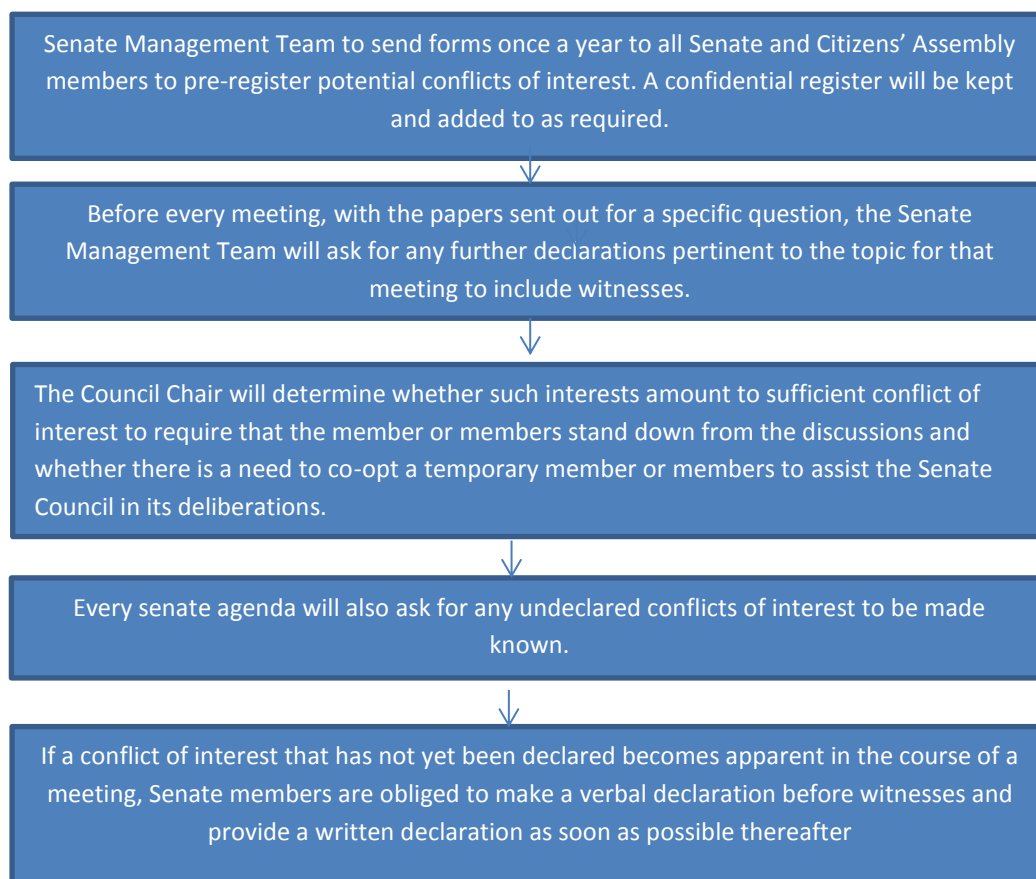 Senate Management Team to send forms once a year to all Senate and Citizens’ Assembly
members to pre-register potential conflicts of interest. A confidential register will be kept
and added to as required.
Before every meeting, with the papers sent out for a specific question, the Senate
Management Team will ask for any further declarations pertinent to the topic for that
meeting to include witnesses.
The Council Chair will determine whether such interests amount to sufficient conflict of
interest to require that the member or members stand down from the discussions and
whether there is a need to co-opt a temporary member or members to assist the Senate
Council in its deliberations.
Every senate agenda will also ask for any undeclared conflicts of interest to be made
known.
If a conflict of interest that has not yet been declared becomes apparent in the course of a
meeting, Senate members are obliged to make a verbal declaration before witnesses and
provide a written declaration as soon as possible thereafter